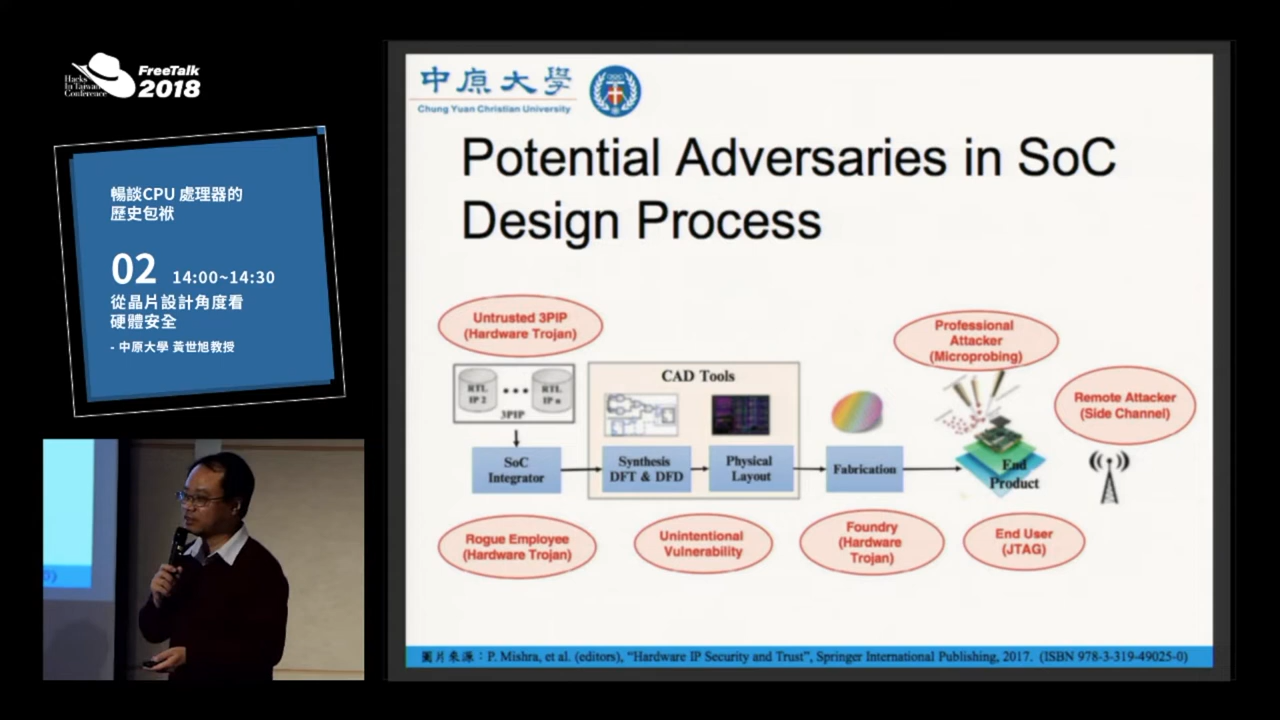 Hacks
In Taiwan
Conference
FreeTalk
2018
暢談CPU 處理器的
歷史包袱
02 14:00~14:30
從晶片設計角度看
硬體安全
- 中原大學 黃世旭教授
中原大學
Chung Yuan Christian University
Potential Adversaries in SoC
Design Process
Untrusted 3PIP
(Hardware Trojan)
Professional
Attacker
(Microprobing)
Remote Attacker
(Side Channel)
RTL
IP 2
RTL
IP n
3PIP
CAD Tools
SoC
Integrator
Synthesis
DFT & DFD
Physical
Layout
Fabrication
End
Product
Rogue Employee
(Hardware Trojan)
Unintentional
Vulnerability
Foundry
(Hardware
Trojan)
End User
(JTAG)
圖片來源：P. Mishra, et al. (editors), “Hardware IP Security and Trust”, Springer International Publishing, 2017. (ISBN 978-3-319-49025-0)